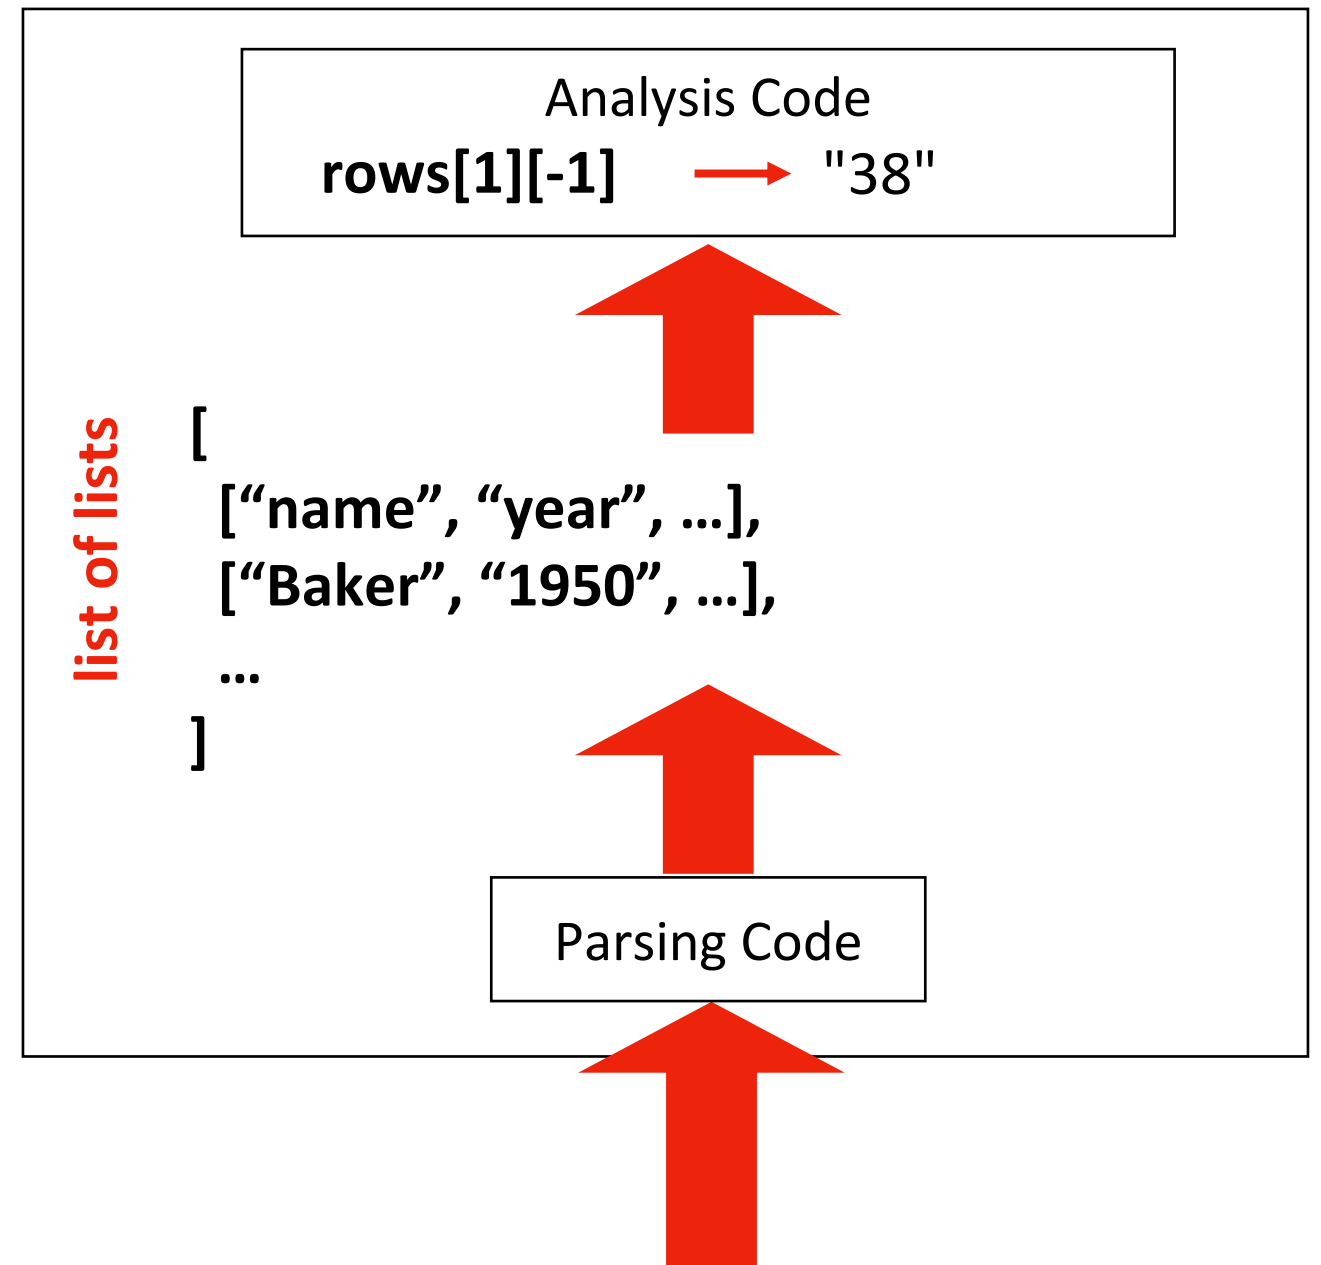 Analysis Code
rows[1][-1] "38"
list of lists
[
[“name”, “year”, …],
[“Baker”, “1950”, …],
…
]
Parsing Code